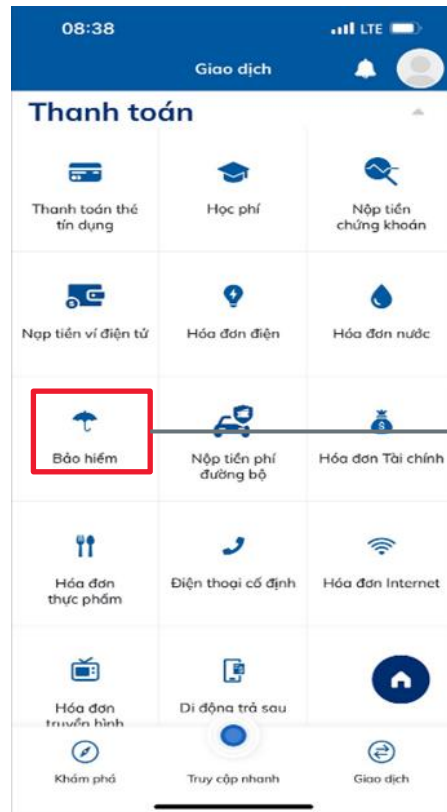 08:38
LTE
Giao dịch
Thanh toán
Thanh toán thẻ
tín dụng
Học phí
Nộp tiền
chứng khoán
Nạp tiền ví điện tử
Hóa đơn điện
Hóa đơn nước
Bảo hiểm
Nộp tiền phí
đường bộ
Hóa đơn Tài chính
Hóa đơn
thực phẩm
Điện thoại cố định
Hóa đơn Internet
Hóa đơn
truyền hình
Di động trả sau
Khám phá
Truy cập nhanh
Giao dịch